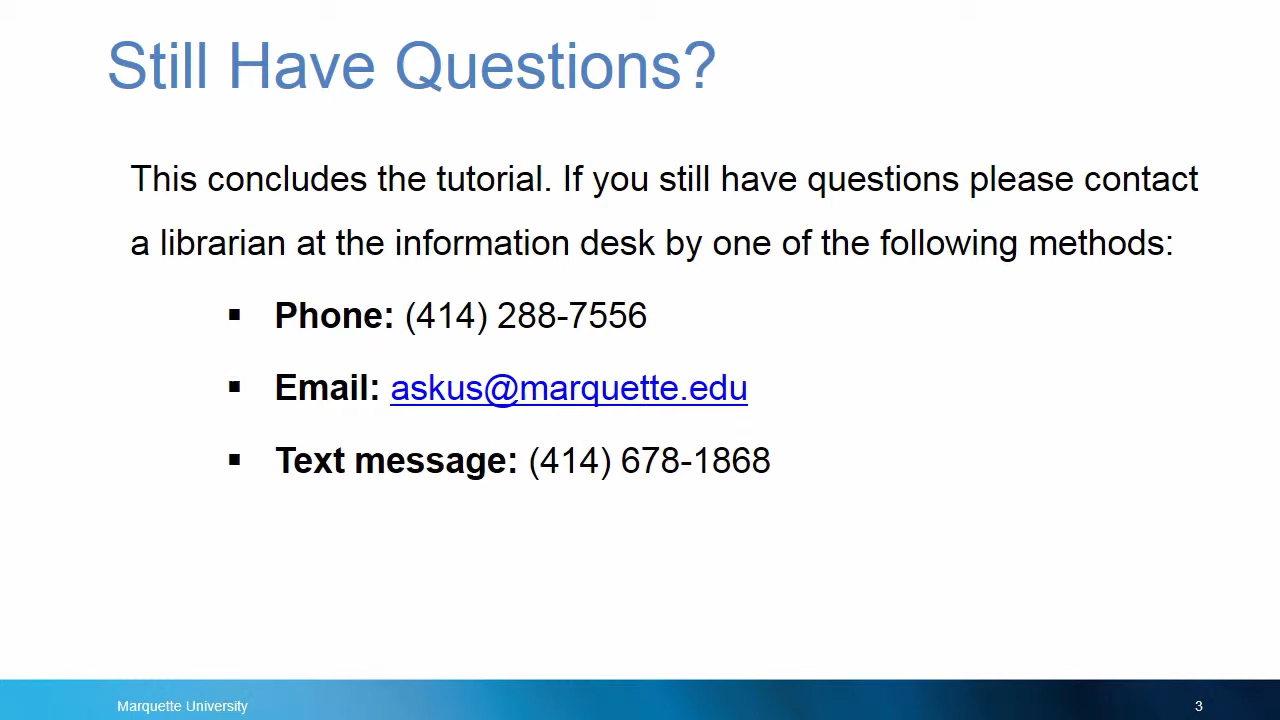 Still Have Questions?
This concludes the tutorial. If you still have questions please contact
a librarian at the information desk by one of the following methods:
▪ Phone: (414) 288-7556
▪ Email: askus@marquette.edu
▪ Text message: (414) 678-1868
Marquette University
3